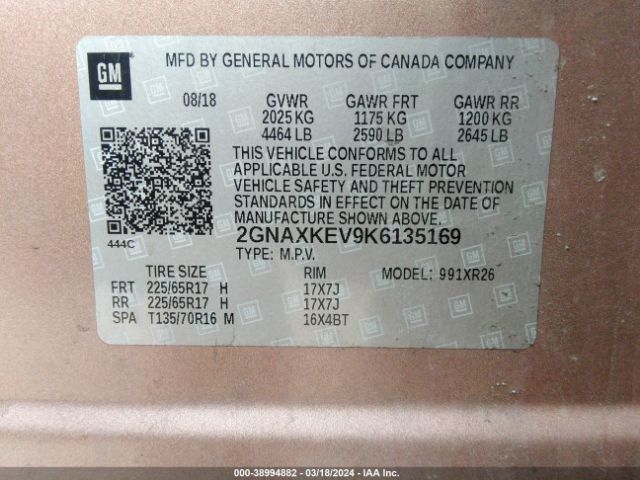 GM
MFD BY GENERAL MOTORS OF CANADA COMPANY
08/18 GVWR GAWR FRT GAWR RR
2025 KG 1175 KG 1200 KG
4464 LB 2590 LB 2645 LB
THIS VEHICLE CONFORMS TO ALL
APPLICABLE U.S. FEDERAL MOTOR
VEHICLE SAFETY AND THEFT PREVENTION
STANDARDS IN EFFECT ON THE DATE OF
MANUFACTURE SHOWN ABOVE.
444C
2GNAXKEV9K6135169
TYPE: M.P.V.
TIRE SIZE RIM MODEL: 991XR26
FRT 225/65R17 H 17X7J
RR 225/65R17 H 17X7J
SPA T135/70R16 M 16X4BT
000-38994882 / 03/18/2024 - IAA Inc.